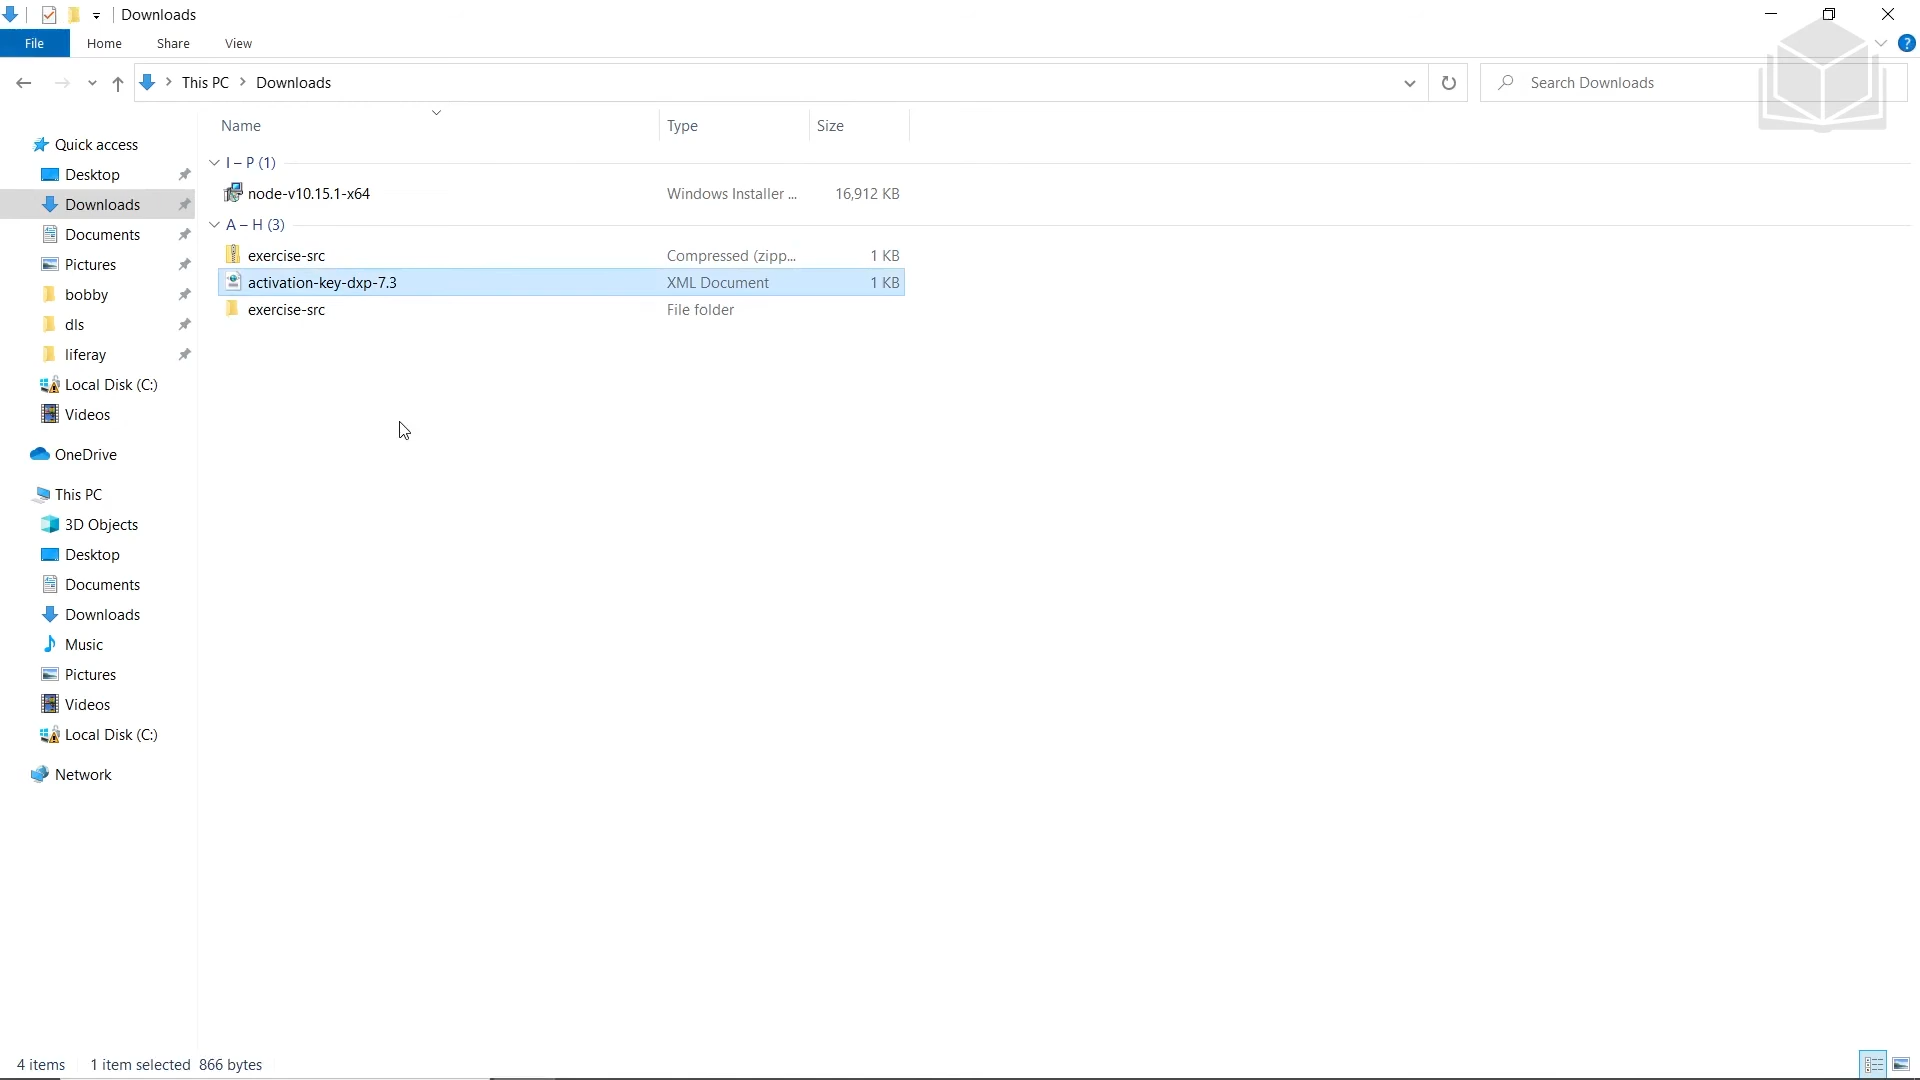 Downloads
File Home Share View
This PC Downloads
Search Downloads
Name Type Size
Quick access
Desktop
Downloads
Documents
Pictures
bobby
dls
liferay
Local Disk (C:)
Videos
OneDrive
This PC
3D Objects
Desktop
Documents
Downloads
Music
Pictures
Videos
Local Disk (C:)
Network
I – P (1)
node-v10.15.1-x64 Windows Installer ... 16,912 KB
A – H (3)
exercise-src Compressed (zipp... 1 KB
activation-key-dxp-7.3 XML Document 1 KB
exercise-src File folder
4 items 1 item selected 866 bytes